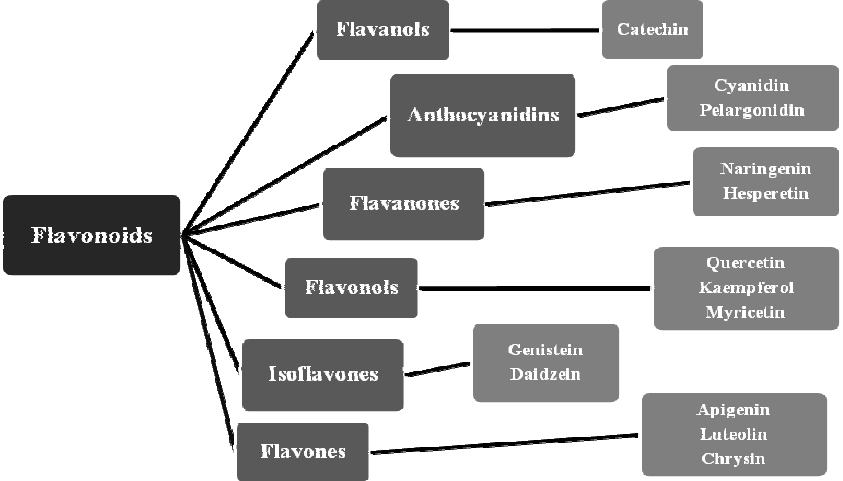 Flavonoids
Flavanols
Catechin
Anthocyanidins
Cyanidin
Pelargonidin
Flavanones
Naringenin
Hesperetin
Flavonols
Quercetin
Kaempferol
Myricetin
Isoflavones
Genistein
Daidzein
Flavones
Apigenin
Luteolin
Chrysin